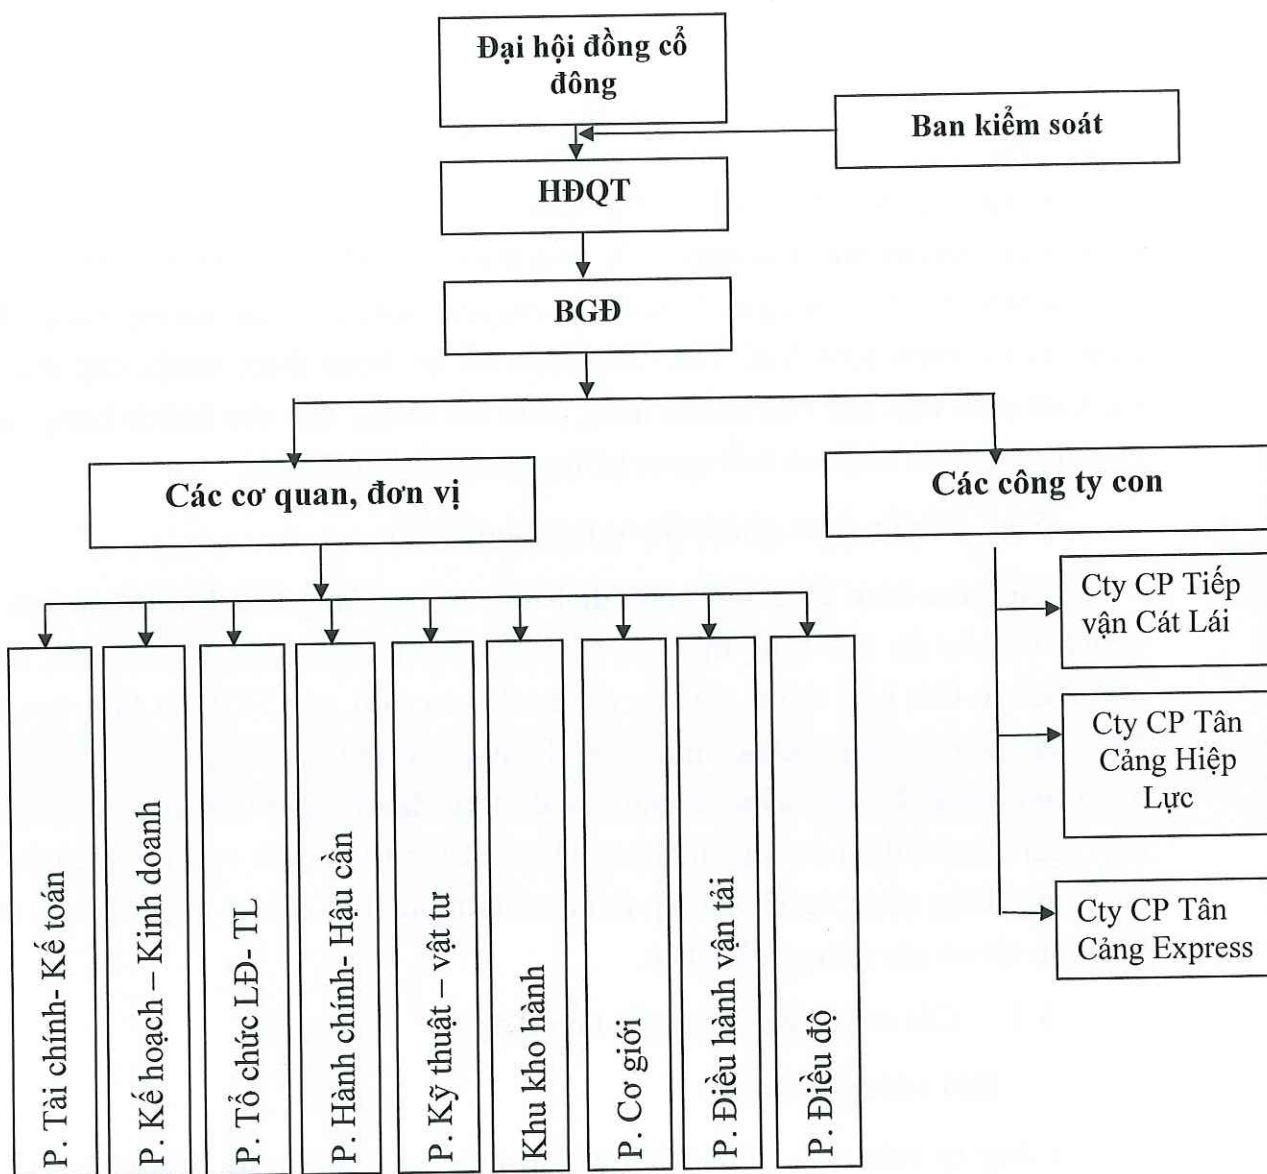 Đại hội đồng cổ
đông
Ban kiểm soát
HĐQT
BGĐ
Các cơ quan, đơn vị
Các công ty con
Cty CP Tiếp
vận Cát Lái
Cty CP Tân
Cảng Hiệp
Lực
Cty CP Tân
Cảng Express
P. Tài chính- Kế toán
P. Kế hoạch – Kinh doanh
P. Tổ chức LĐ- TL
P. Hành chính- Hậu cần
P. Kỹ thuật – vật tư
Khu kho hành
P. Cơ giới
P. Điều hành vận tải
P. Điều độ